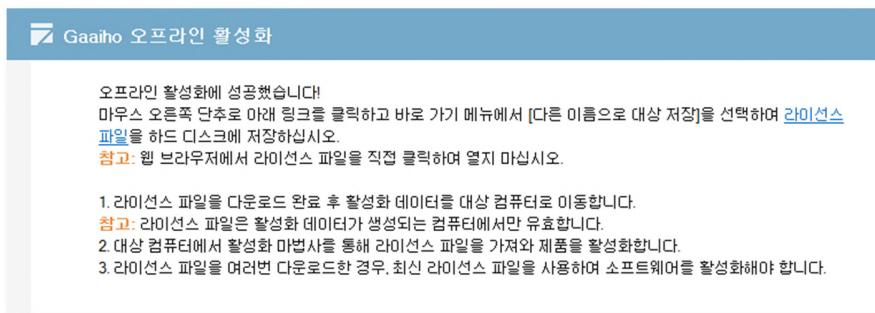 Gaaiho 오프라인 활성화
오프라인 활성화에 성공했습니다!
마우스 오른쪽 단추로 아래 링크를 클릭하고 바로 가기 메뉴에서 [다른 이름으로 대상 저장]을 선택하여 라이선스
파일을 하드 디스크에 저장하십시오.
참고: 웹 브라우저에서 라이선스 파일을 직접 클릭하여 열지 마십시오.
1. 라이선스 파일을 다운로드 완료 후 활성화 데이터를 대상 컴퓨터로 이동합니다.
참고: 라이선스 파일은 활성화 데이터가 생성되는 컴퓨터에서만 유효합니다.
2. 대상 컴퓨터에서 활성화 마법사를 통해 라이선스 파일을 가져와 제품을 활성화합니다.
3. 라이선스 파일을 여러번 다운로드한 경우, 최신 라이선스 파일을 사용하여 소프트웨어를 활성화해야 합니다.